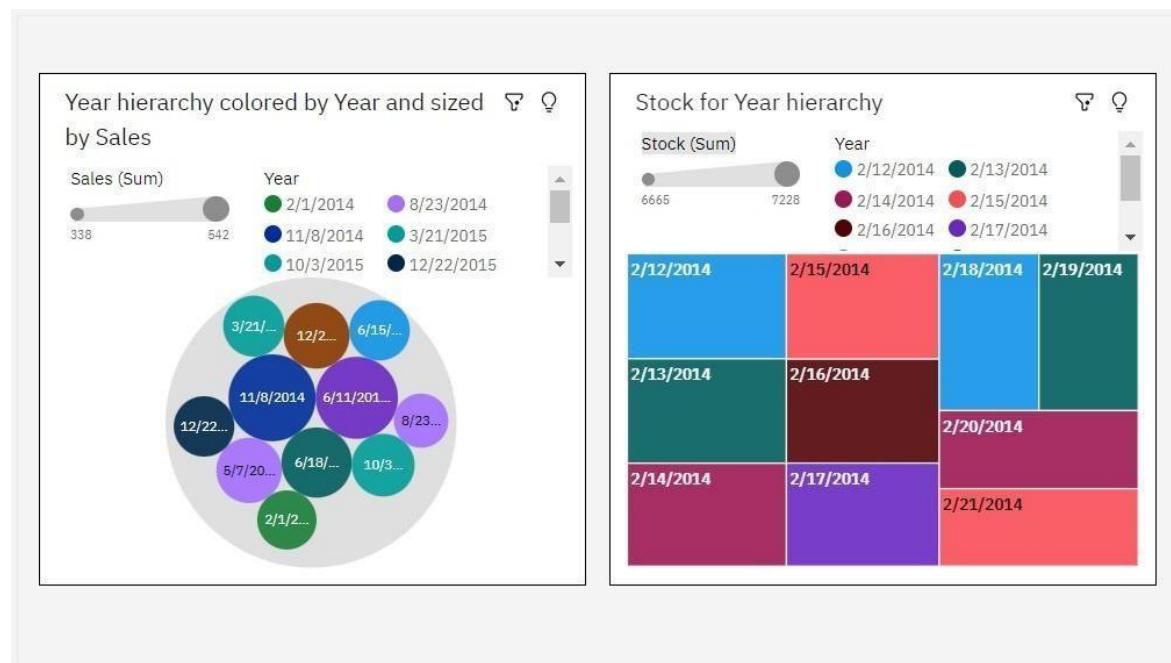 Year hierarchy colored by Year and sized
by Sales
Sales (Sum)
338 542
Year
2/1/2014 8/23/2014
11/8/2014 3/21/2015
10/3/2015 12/22/2015
3/21/... 12/2... 6/15/...
11/8/2014 6/11/201...
12/22... 8/23...
5/7/20... 6/18/... 10/3...
2/1/2...
Stock for Year hierarchy
Stock (Sum)
6665 7228
Year
2/12/2014 2/13/2014
2/14/2014 2/15/2014
2/16/2014 2/17/2014
2/12/2014 2/15/2014 2/18/2014 2/19/2014
2/13/2014 2/16/2014
2/20/2014
2/14/2014 2/17/2014
2/21/2014